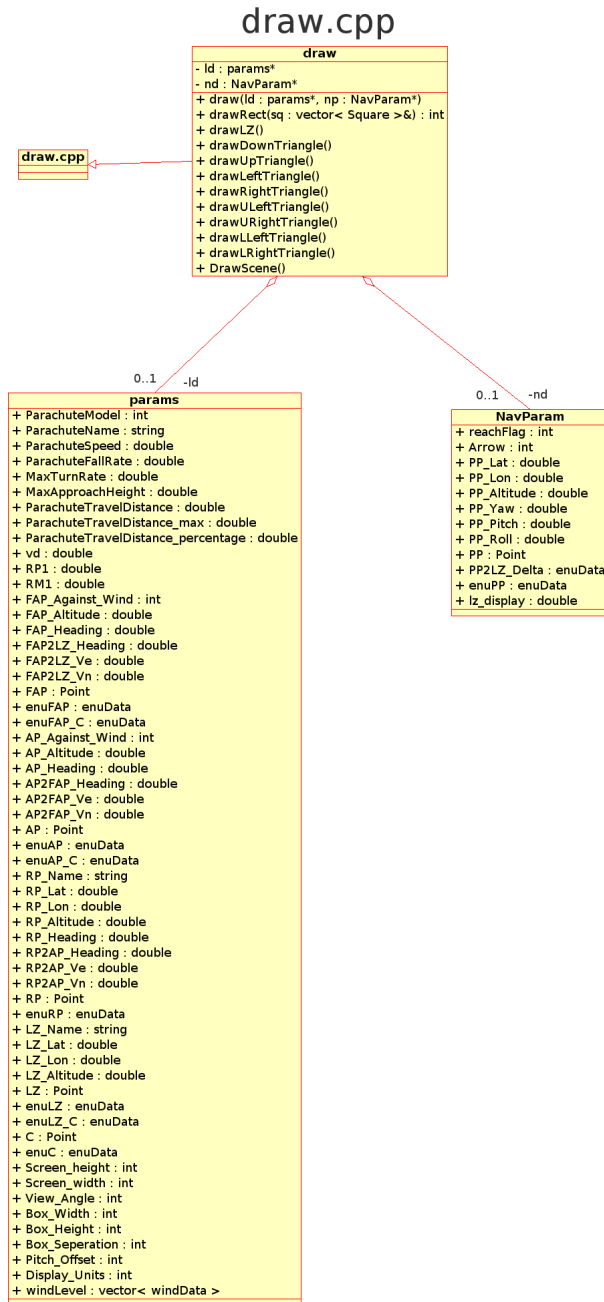 draw.cpp
draw
- ld : params*
- nd : NavParam*
+ draw(ld : params*, np : NavParam*)
+ drawRect(sq : vector< Square >&) : int
+ drawLZ()
+ drawDownTriangle()
+ drawUpTriangle()
+ drawLeftTriangle()
+ drawRightTriangle()
+ drawULeftTriangle()
+ drawURightTriangle()
+ drawLLeftTriangle()
+ drawLRightTriangle()
+ DrawScene()
draw.cpp
0..1
-ld
0..1
-nd
params
+ ParachuteModel : int
+ ParachuteName : string
+ ParachuteSpeed : double
+ ParachuteFallRate : double
+ MaxTurnRate : double
+ MaxApproachHeight : double
+ ParachuteTravelDistance : double
+ ParachuteTravelDistance_max : double
+ ParachuteTravelDistance_percentage : double
+ vd : double
+ RP1 : double
+ RM1 : double
+ FAP_Against_Wind : int
+ FAP_Altitude : double
+ FAP_Heading : double
+ FAP2LZ_Heading : double
+ FAP2LZ_Ve : double
+ FAP2LZ_Vn : double
+ FAP : Point
+ enuFAP : enuData
+ enuFAP_C : enuData
+ AP_Against_Wind : int
+ AP_Altitude : double
+ AP_Heading : double
+ AP2FAP_Heading : double
+ AP2FAP_Ve : double
+ AP2FAP_Vn : double
+ AP : Point
+ enuAP : enuData
+ enuAP_C : enuData
+ RP_Name : string
+ RP_Lat : double
+ RP_Lon : double
+ RP_Altitude : double
+ RP_Heading : double
+ RP2AP_Heading : double
+ RP2AP_Ve : double
+ RP2AP_Vn : double
+ RP : Point
+ enuRP : enuData
+ LZ_Name : string
+ LZ_Lat : double
+ LZ_Lon : double
+ LZ_Altitude : double
+ LZ : Point
+ enuLZ : enuData
+ enuLZ_C : enuData
+ C : Point
+ enuC : enuData
+ Screen_height : int
+ Screen_width : int
+ View_Angle : int
+ Box_Width : int
+ Box_Height : int
+ Box_Seperation : int
+ Pitch_Offset : int
+ Display_Units : int
+ windLevel : vector< windData >
NavParam
+ reachFlag : int
+ Arrow : int
+ PP_Lat : double
+ PP_Lon : double
+ PP_Altitude : double
+ PP_Yaw : double
+ PP_Pitch : double
+ PP_Roll : double
+ PP : Point
+ PP2LZ_Delta : enuData
+ enuPP : enuData
+ lz_display : double